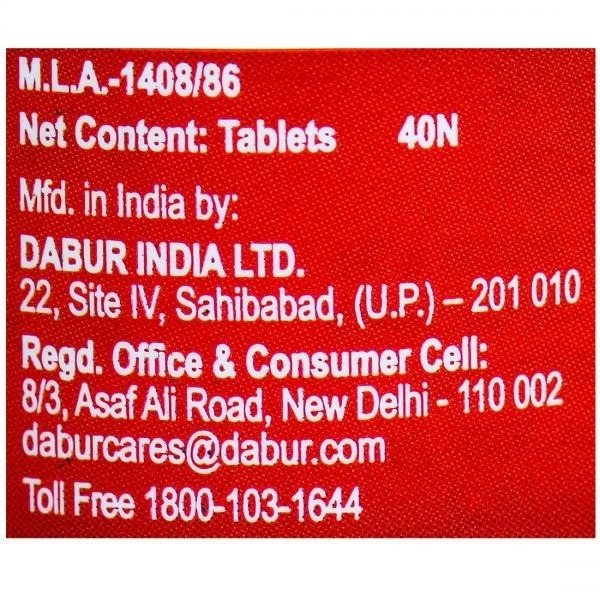 M.L.A.-1408/86
Net Content: Tablets 40N
Mfd. in India by:
DABUR INDIA LTD.
22, Site IV, Sahibabad, (U.P.) – 201 010
Regd. Office & Consumer Cell:
8/3, Asaf Ali Road, New Delhi - 110 002
daburcares@dabur.com
Toll Free 1800-103-1644